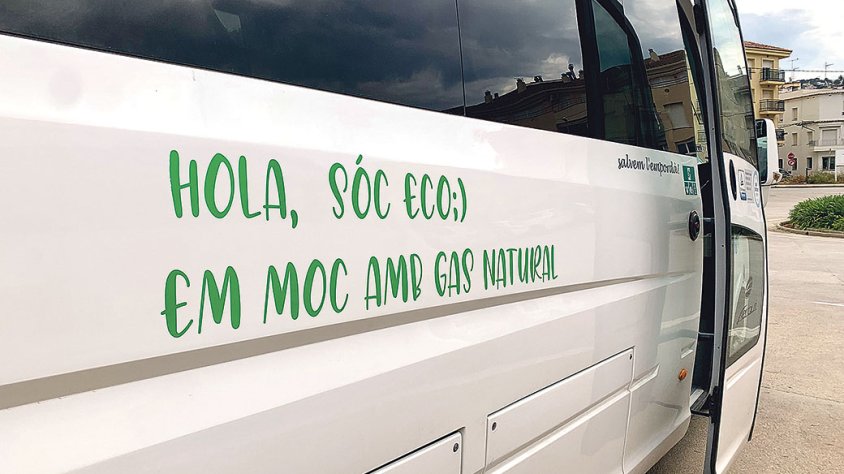 HOLA, SÓC ECO;)
EM MOC AMB GAS NATURAL
salvem l'empordà!